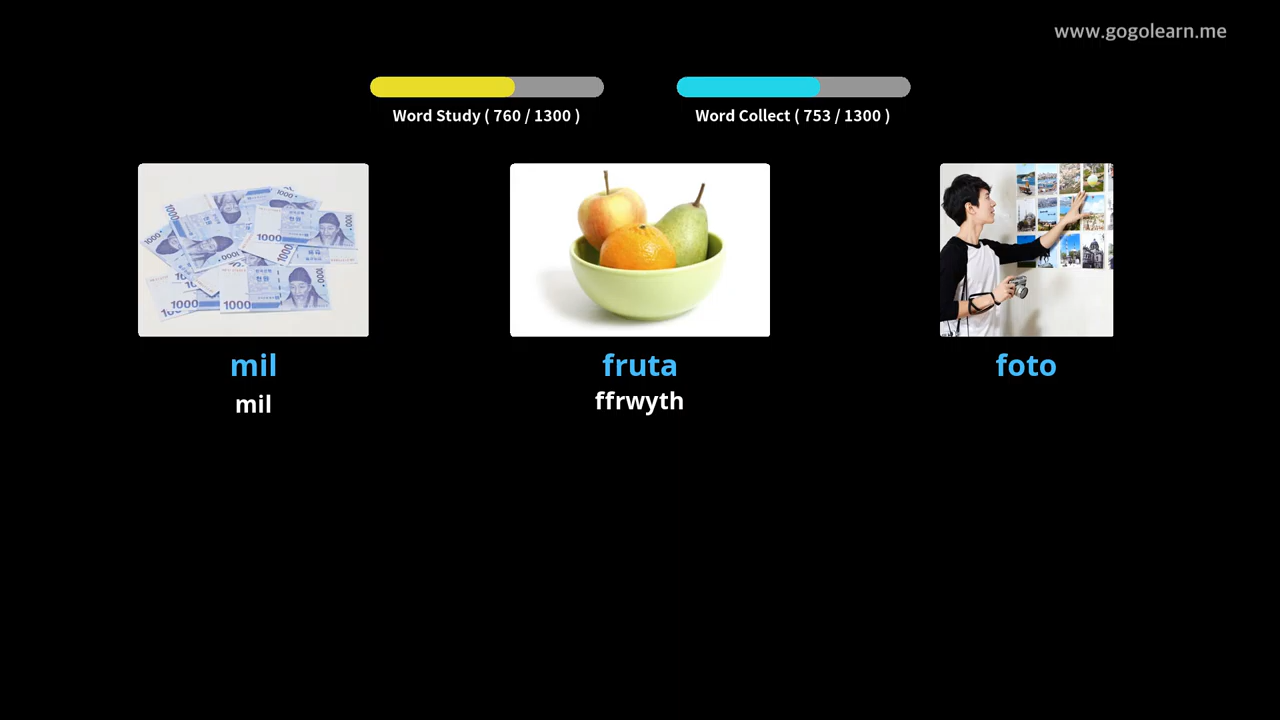 www.gogolearn.me
Word Study ( 760 / 1300 )
Word Collect ( 753 / 1300 )
mil
fruta
foto
mil
ffrwyth